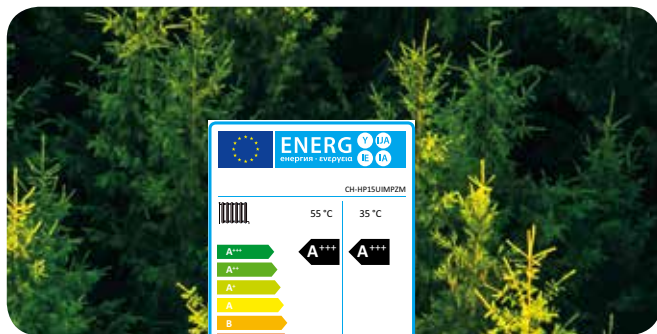 ENERG Y IJA
енергия · ενεργεια IE IA
CH-HP15UIMPZM
55 °C 35 °C
A+++ A+++ A+++
A++
A+
A
B